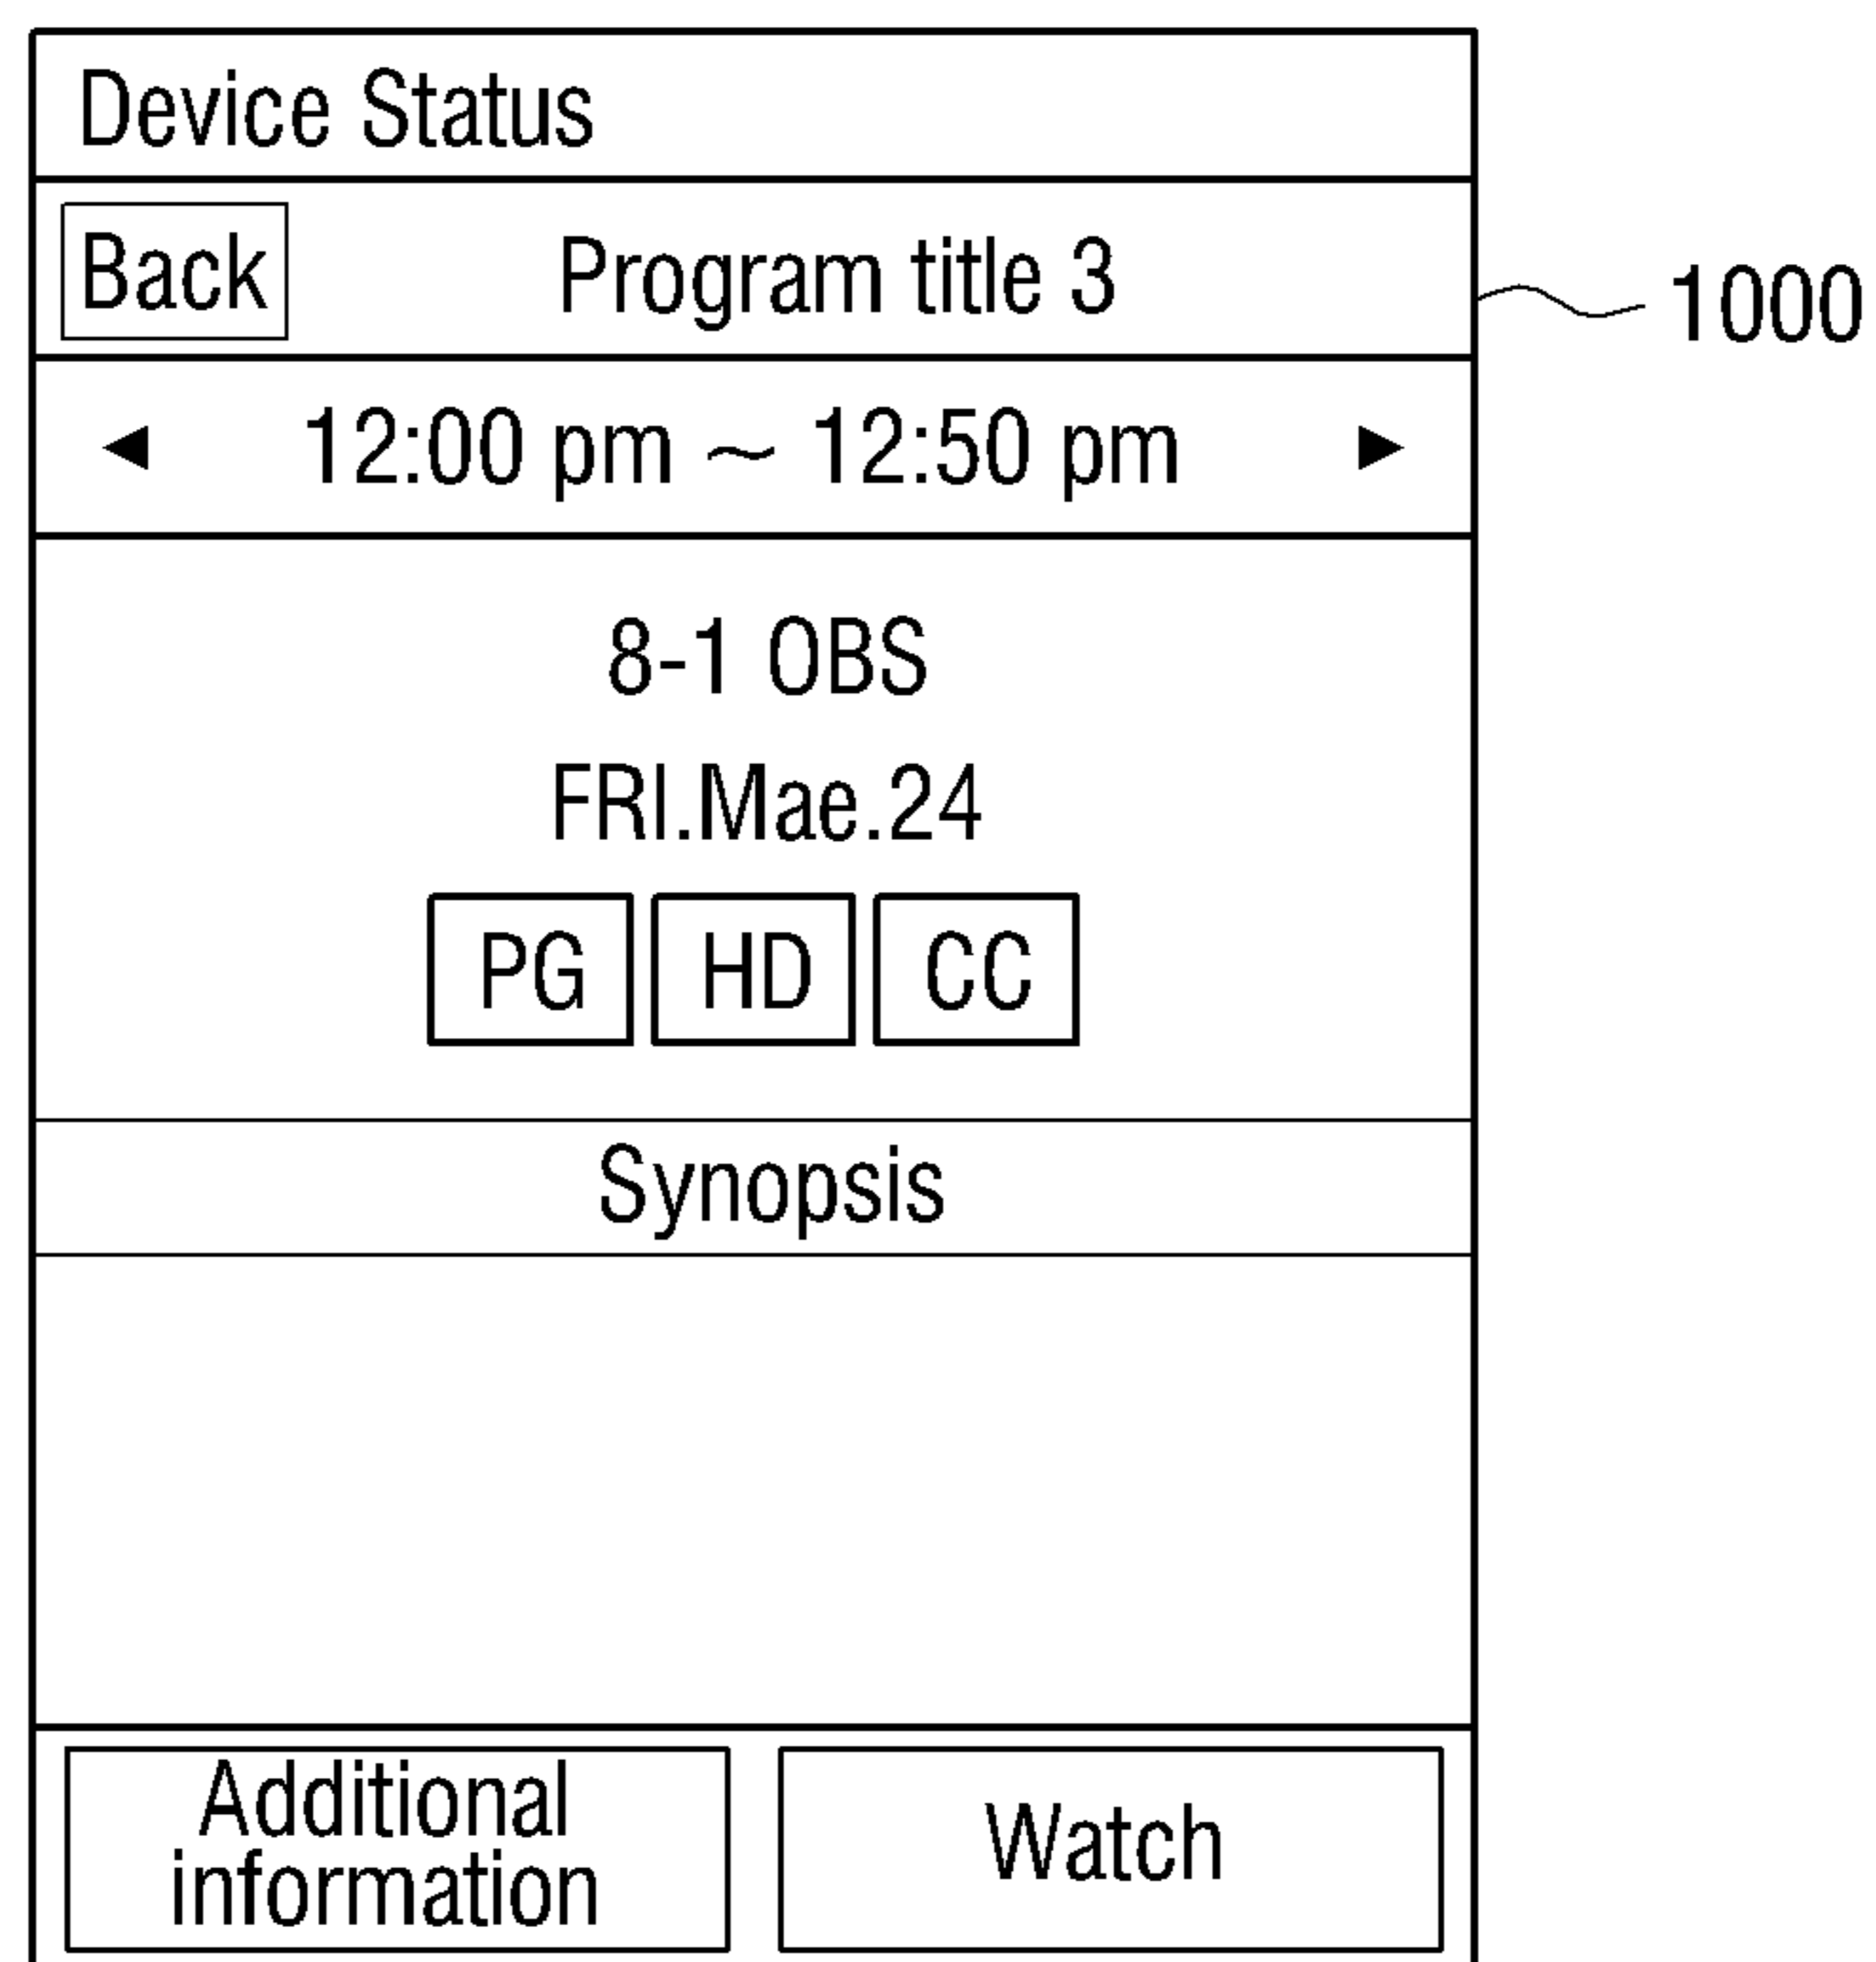 Device Status
Back Program title 3
1000
◀ 12:00 pm ~ 12:50 pm ▶
8-1 OBS
FRI.Mae.24
PG HD CC
Synopsis
Additional
information
Watch